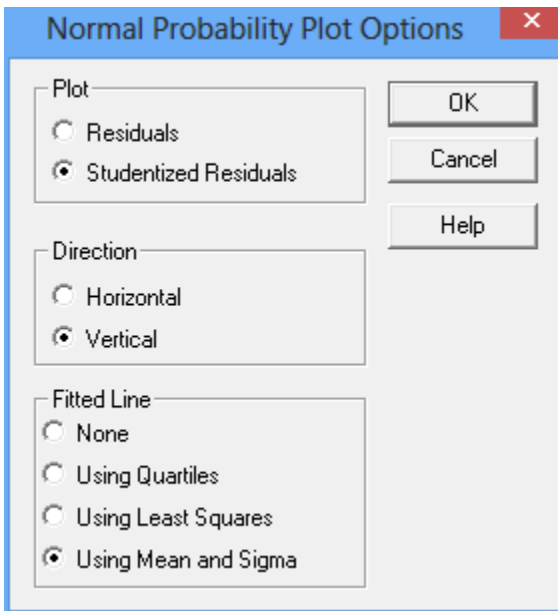 Normal Probability Plot Options
Plot
Residuals
Studentized Residuals
Direction
Horizontal
Vertical
Fitted Line
None
Using Quartiles
Using Least Squares
Using Mean and Sigma
OK
Cancel
Help